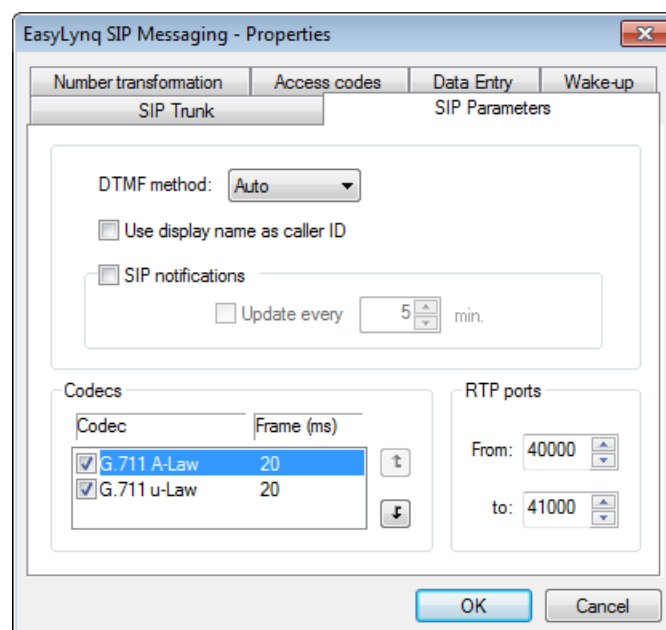 EasyLynq SIP Messaging - Properties
Number transformation Access codes Data Entry Wake-up
SIP Trunk SIP Parameters
DTMF method: Auto
Use display name as caller ID
SIP notifications
Update every 5 min.
Codecs
Codec Frame (ms)
G.711 A-Law 20
G.711 u-Law 20
RTP ports
From: 40000
to: 41000
OK Cancel